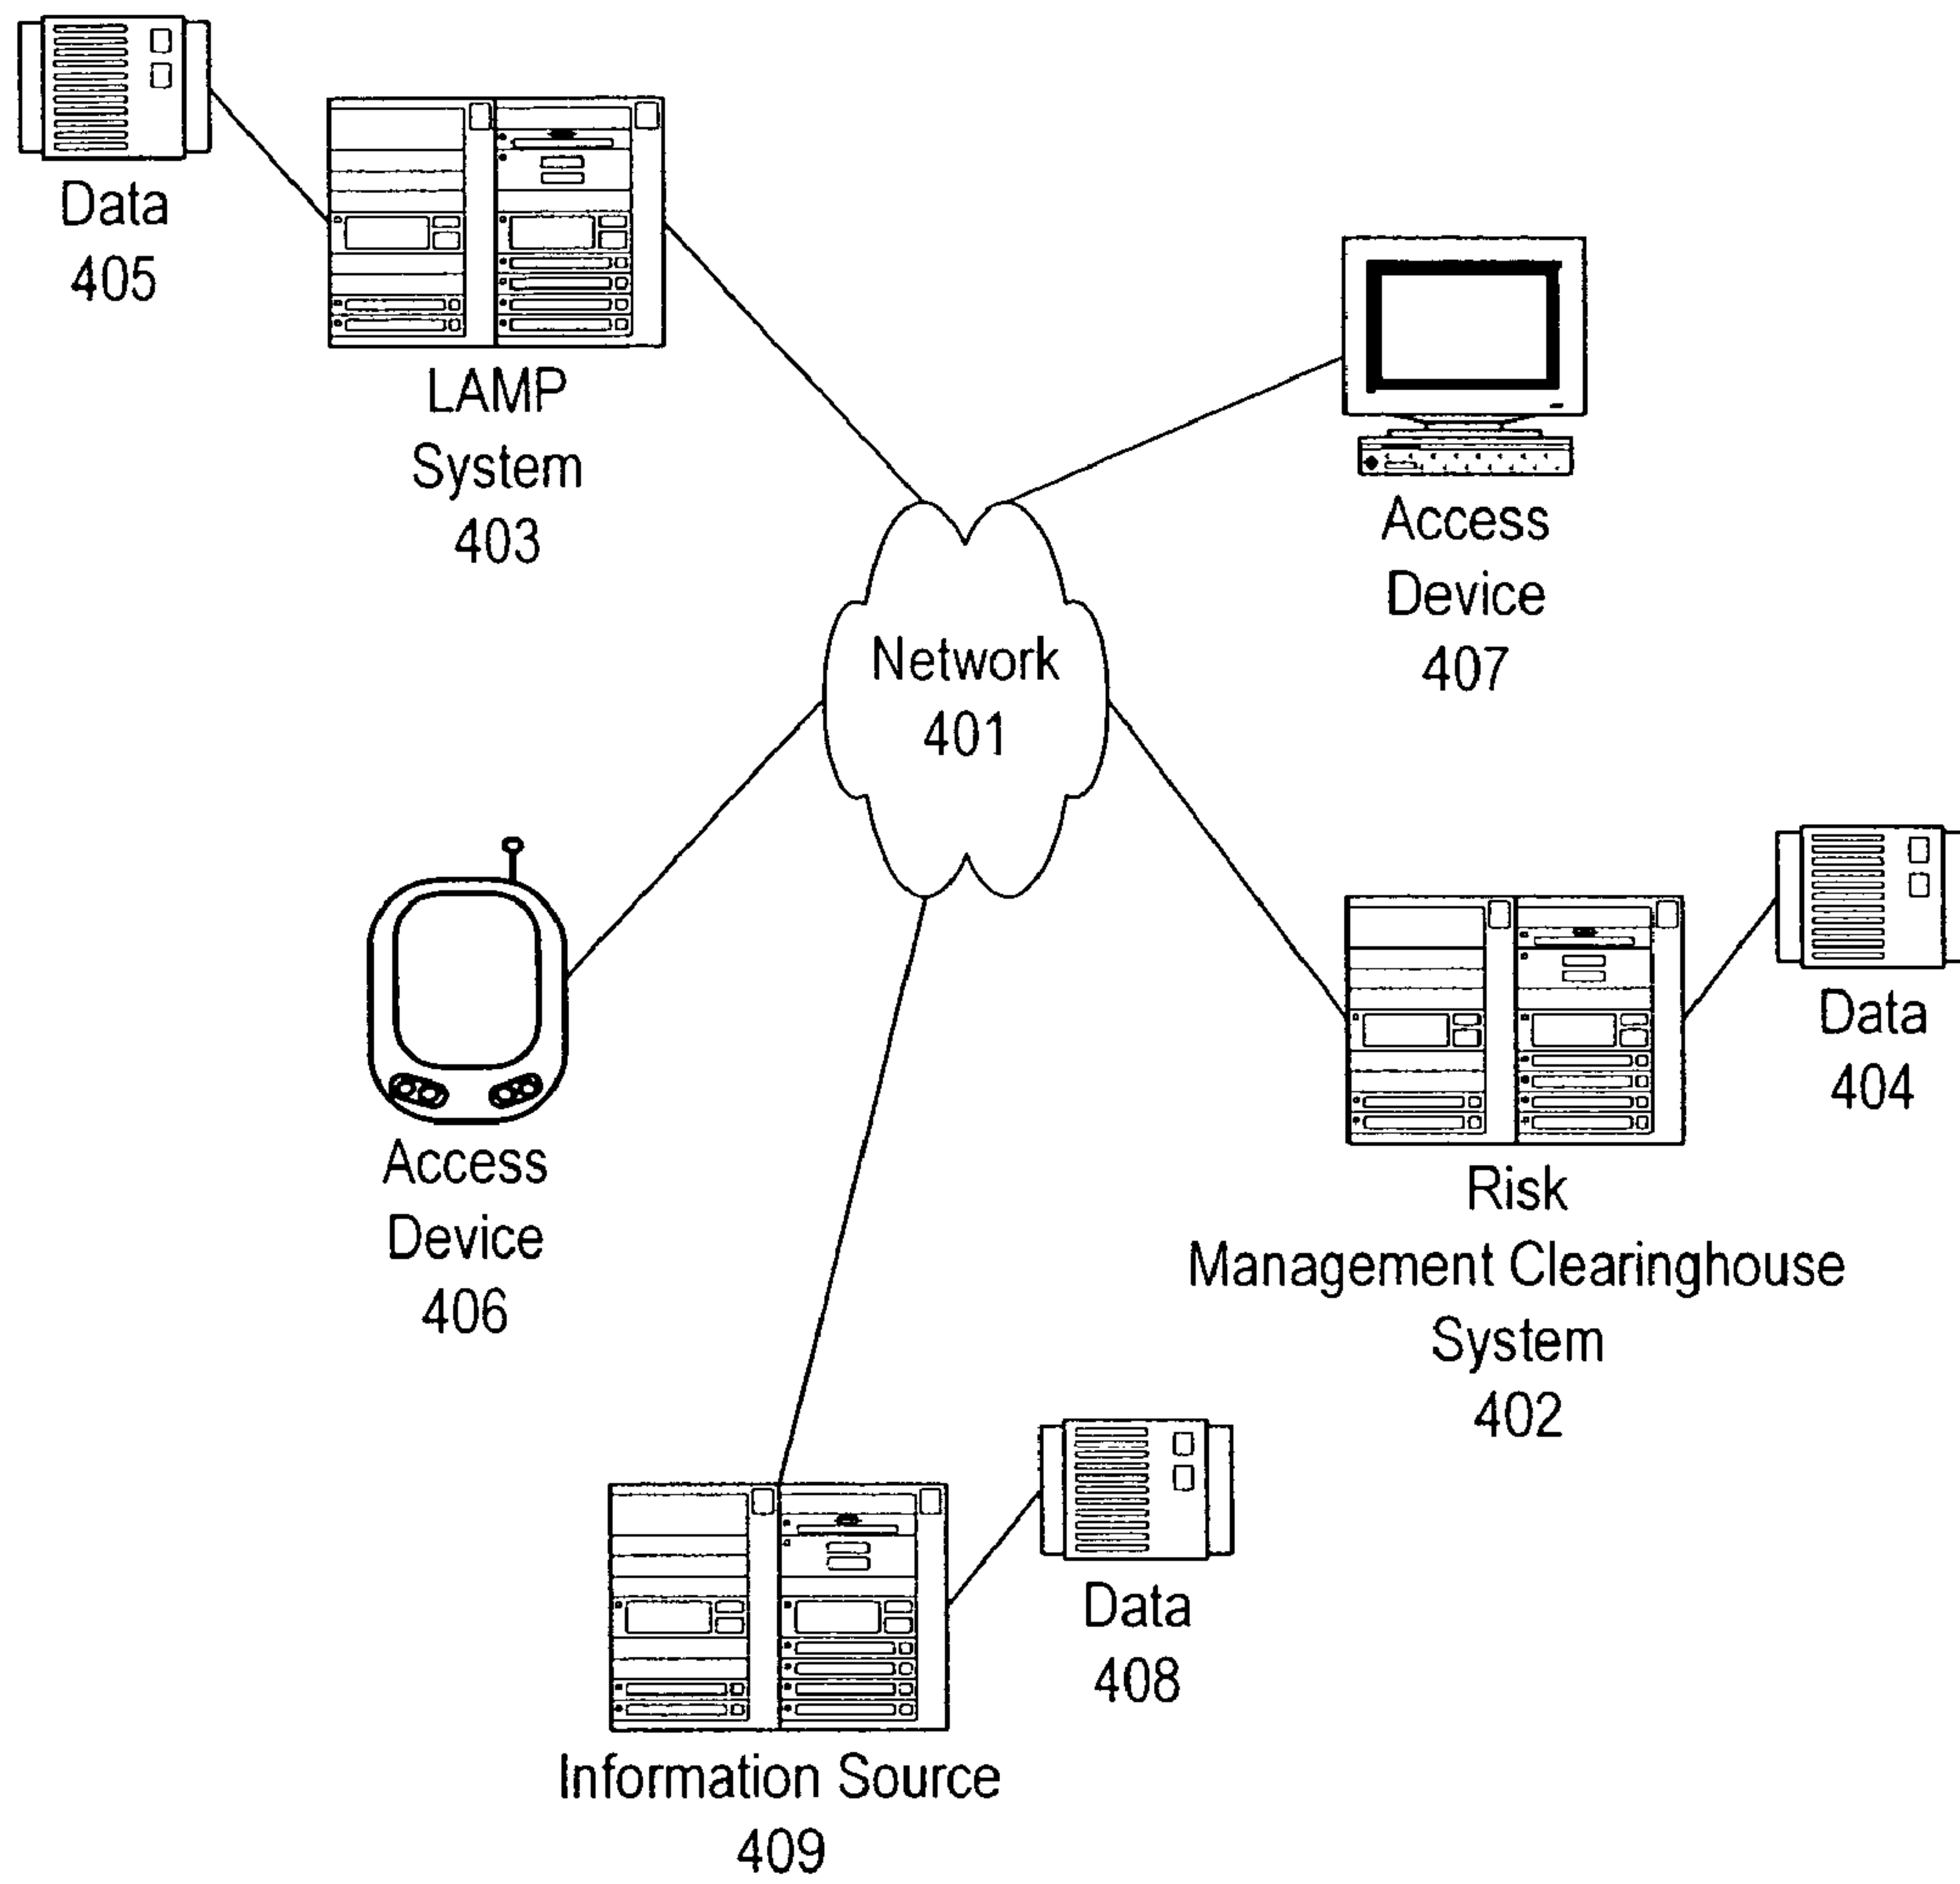 Data
405
LAMP
System
403
Access
Device
407
Network
401
Data
404
Access
Device
406
Risk
Management Clearinghouse
System
402
Data
408
Information Source
409